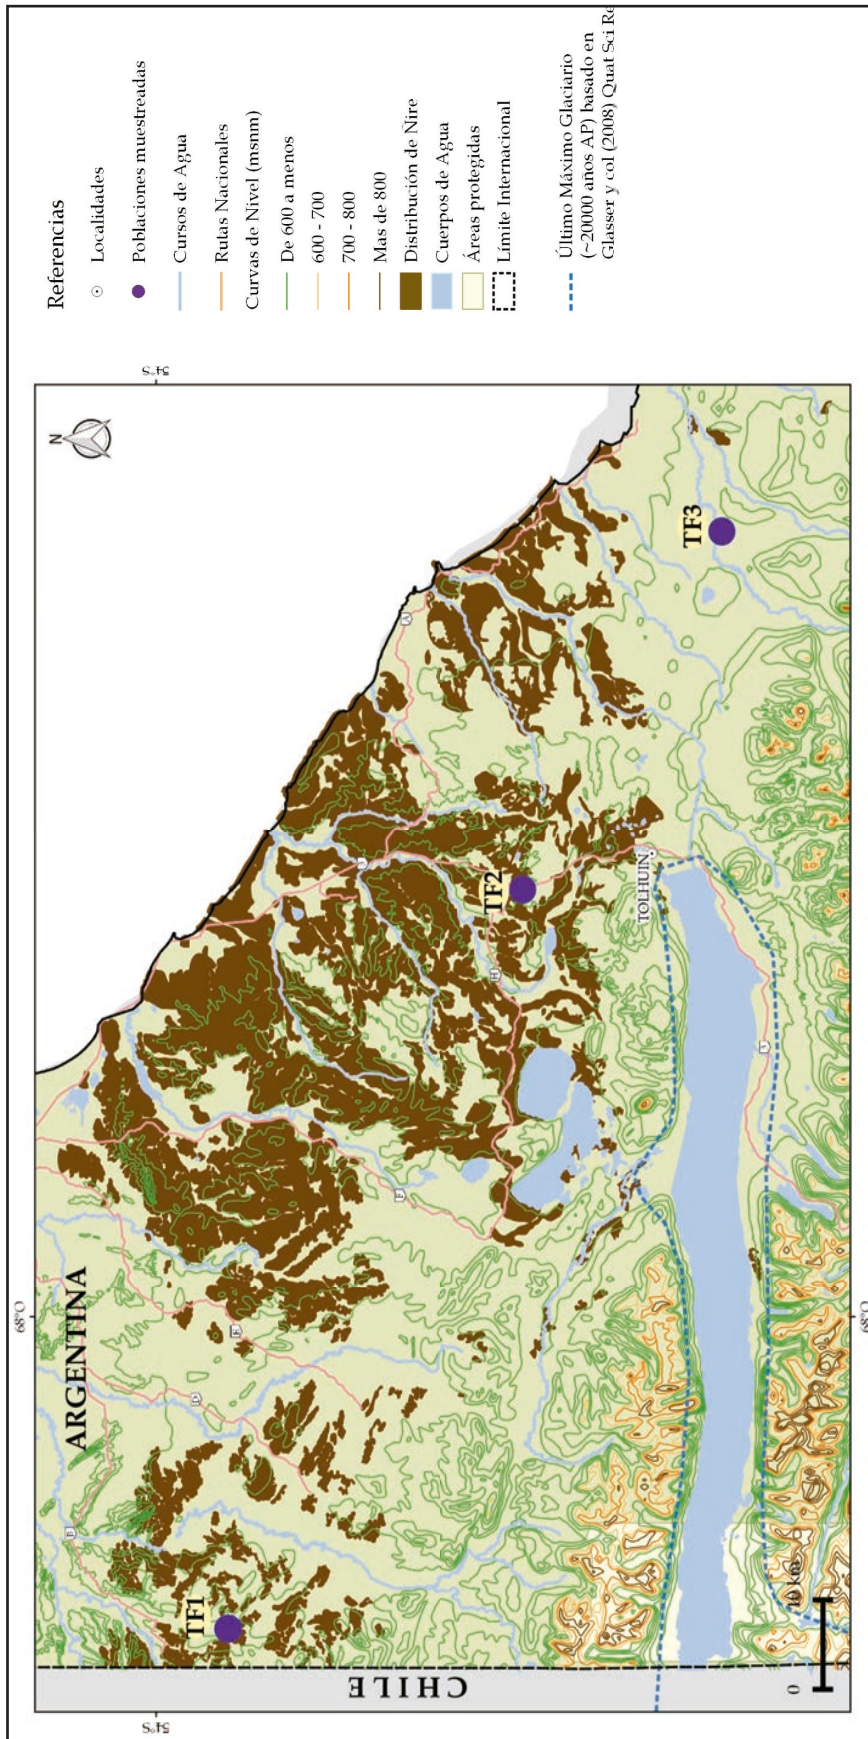 Referencias
Localidades
Poblaciones muestreadas
Cursos de Agua
Rutas Nacionales
Curvas de Nivel (msnm)
De 600 a menos
600 - 700
700 - 800
Mas de 800
Distribución de Ñire
Cuerpos de Agua
Áreas protegidas
Límite Internacional
Último Máximo Glaciario
(~20000 años AP) basado en
Glasser y col (2008) Quat Sci Re
68°O
54°S
54°S
68°O
N
ARGENTINA
CHILE
TF1
TF2
TF3
TOLHUIN
B
D
E
F
H
A
3
3
0
10 km